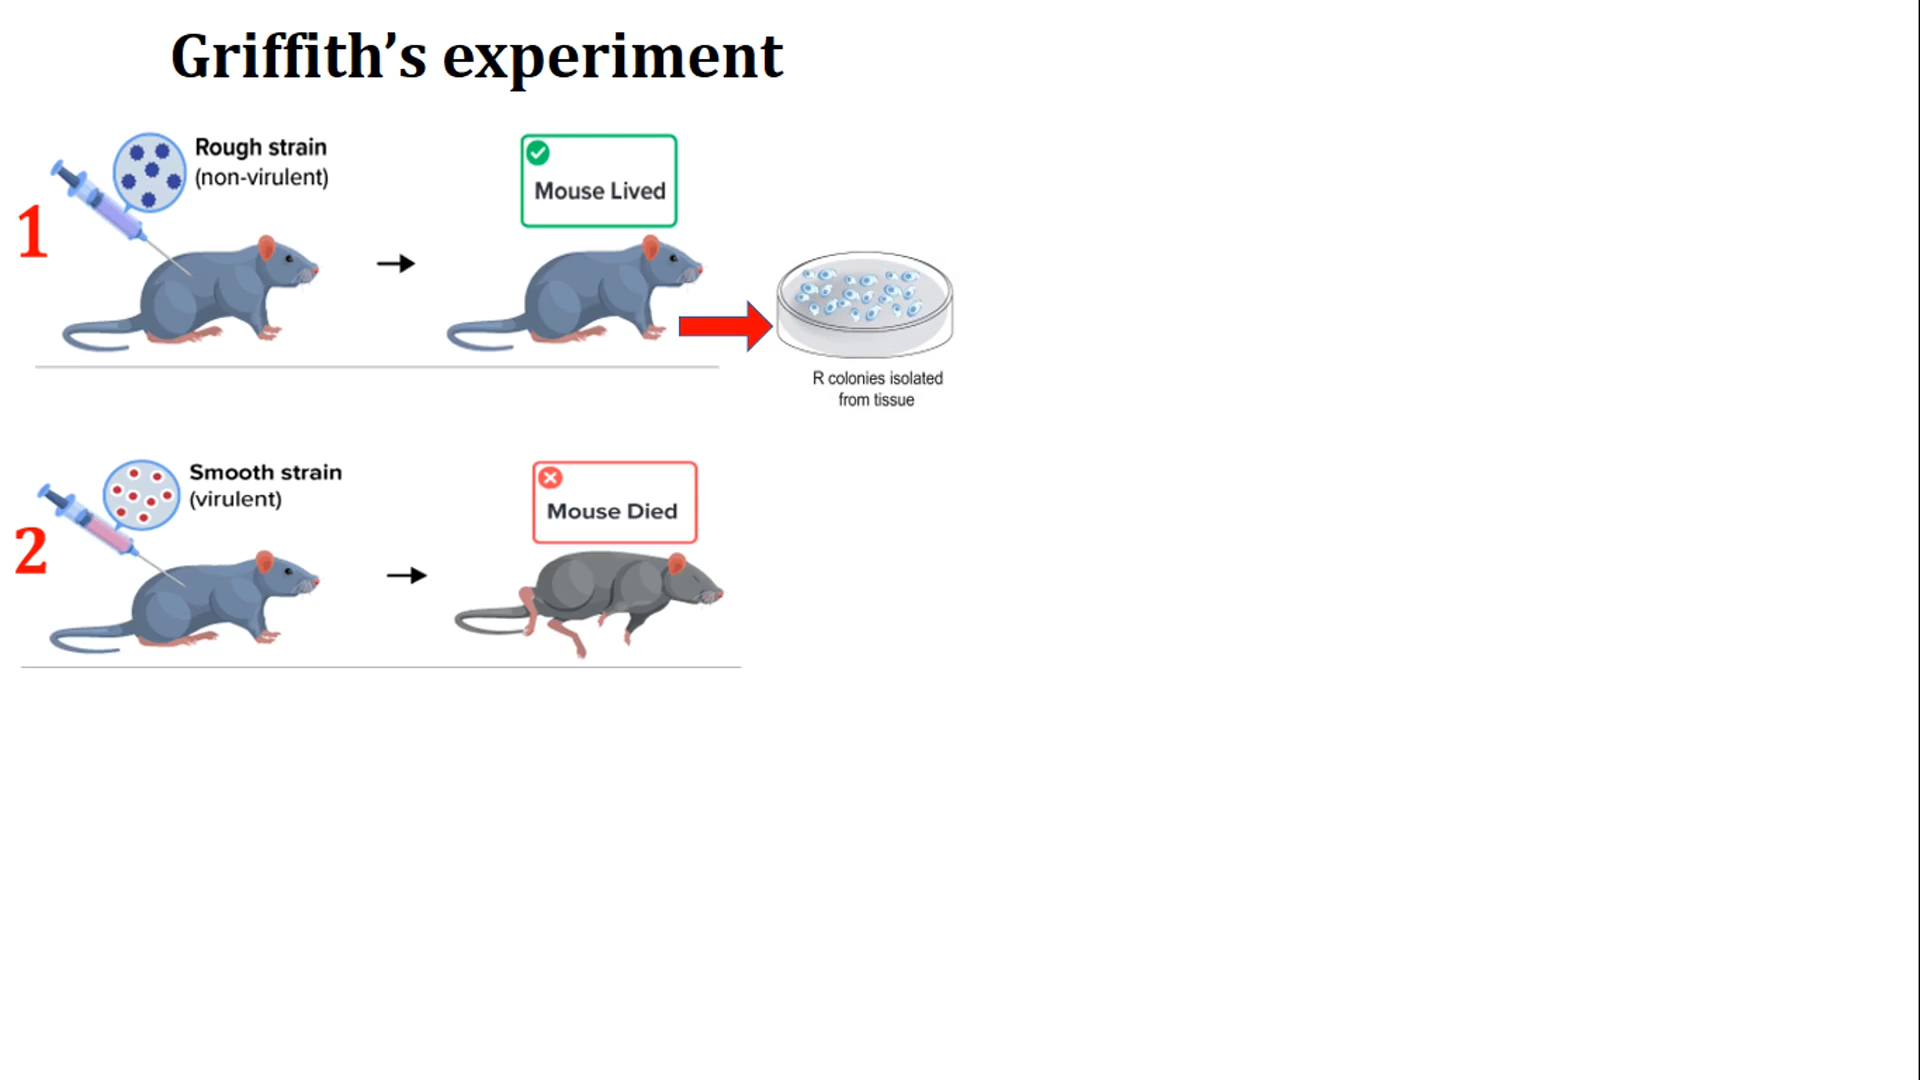 Griffith’s experiment
1
Rough strain
(non-virulent)
Mouse Lived
R colonies isolated
from tissue
2
Smooth strain
(virulent)
Mouse Died